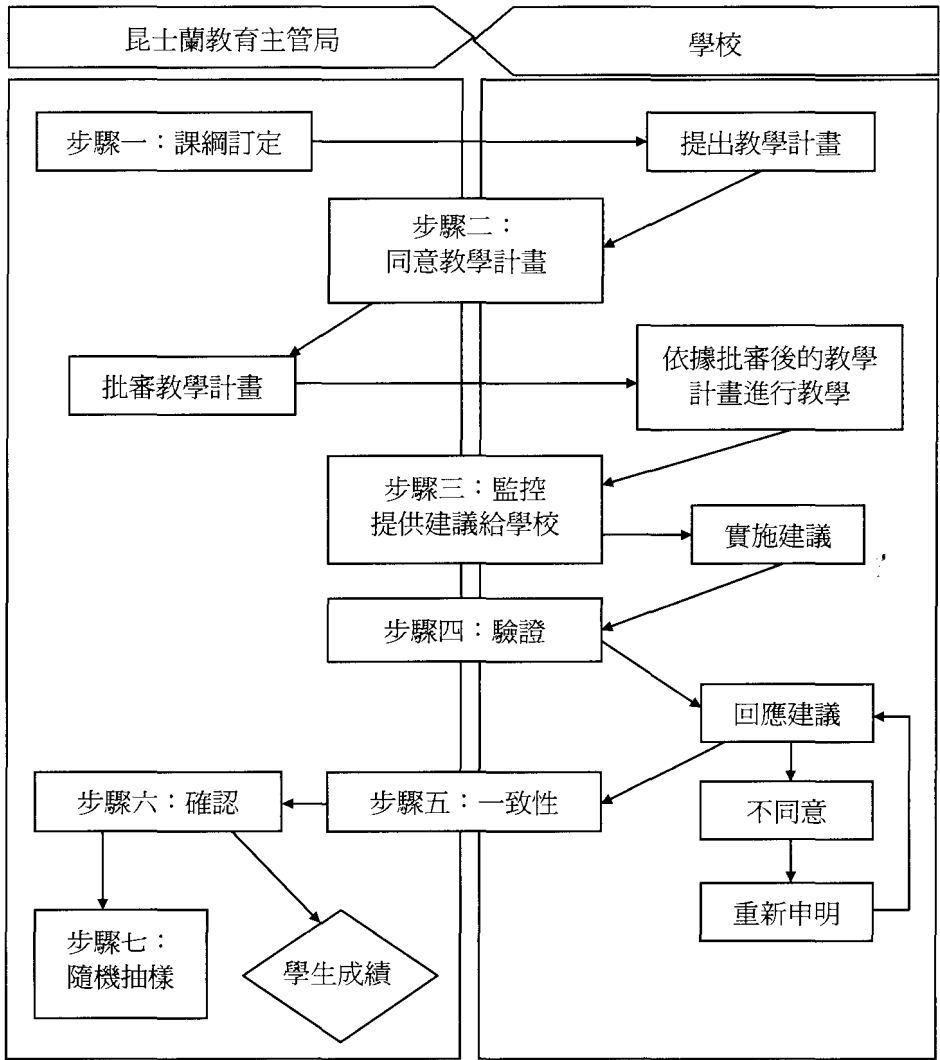 昆士蘭教育主管局
學校
步驟一：課綱訂定
提出教學計畫
步驟二：
同意教學計畫
批審教學計畫
依據批審後的教學
計畫進行教學
步驟三：監控
提供建議給學校
實施建議
步驟四：驗證
回應建議
步驟六：確認
步驟五：一致性
不同意
重新申明
步驟七：
隨機抽樣
學生成績